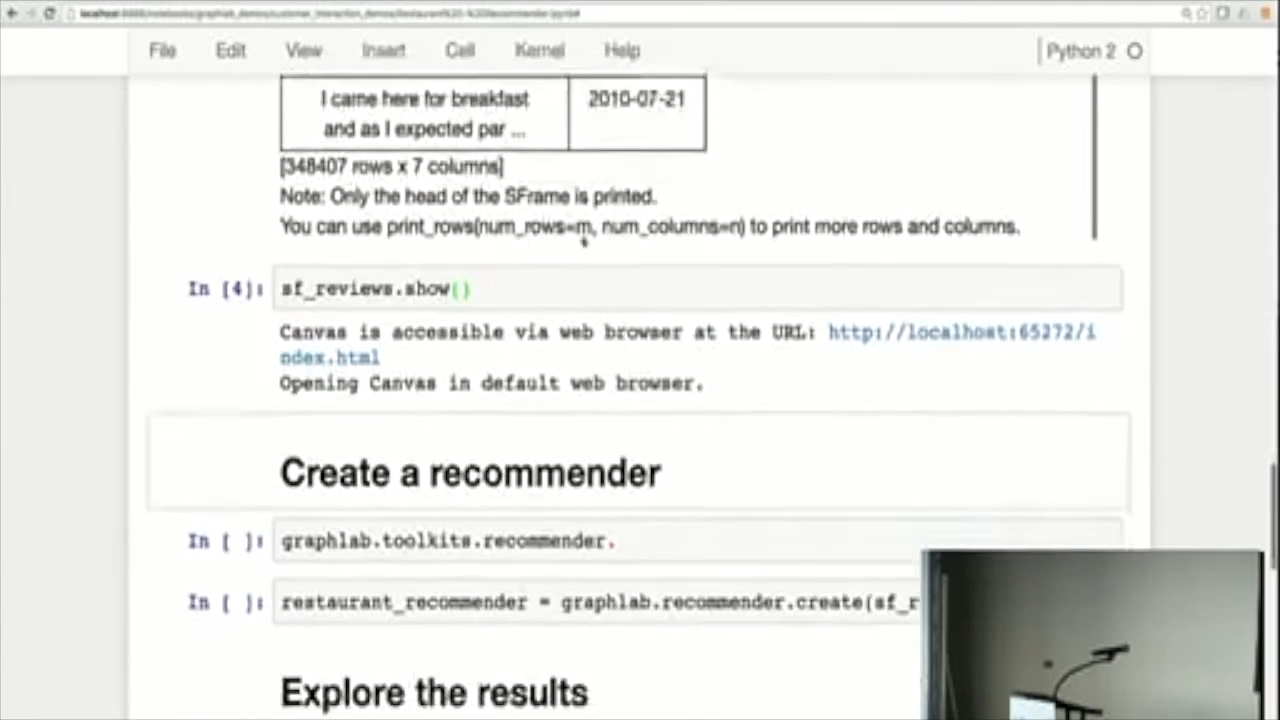 File Edit View Insert Cell Kernel Help Python 2
I came here for breakfast 2010-07-21
and as I expected par ...
[348407 rows x 7 columns]
Note: Only the head of the SFrame is printed.
You can use print_rows(num_rows=m, num_columns=n) to print more rows and columns.
In [4]: sf_reviews.show()
Canvas is accessible via web browser at the URL: http://localhost:65272/i
ndex.html
Opening Canvas in default web browser.
Create a recommender
In [ ]: graphlab.toolkits.recommender.
In [ ]: restaurant_recommender = graphlab.recommender.create(sf_r
Explore the results